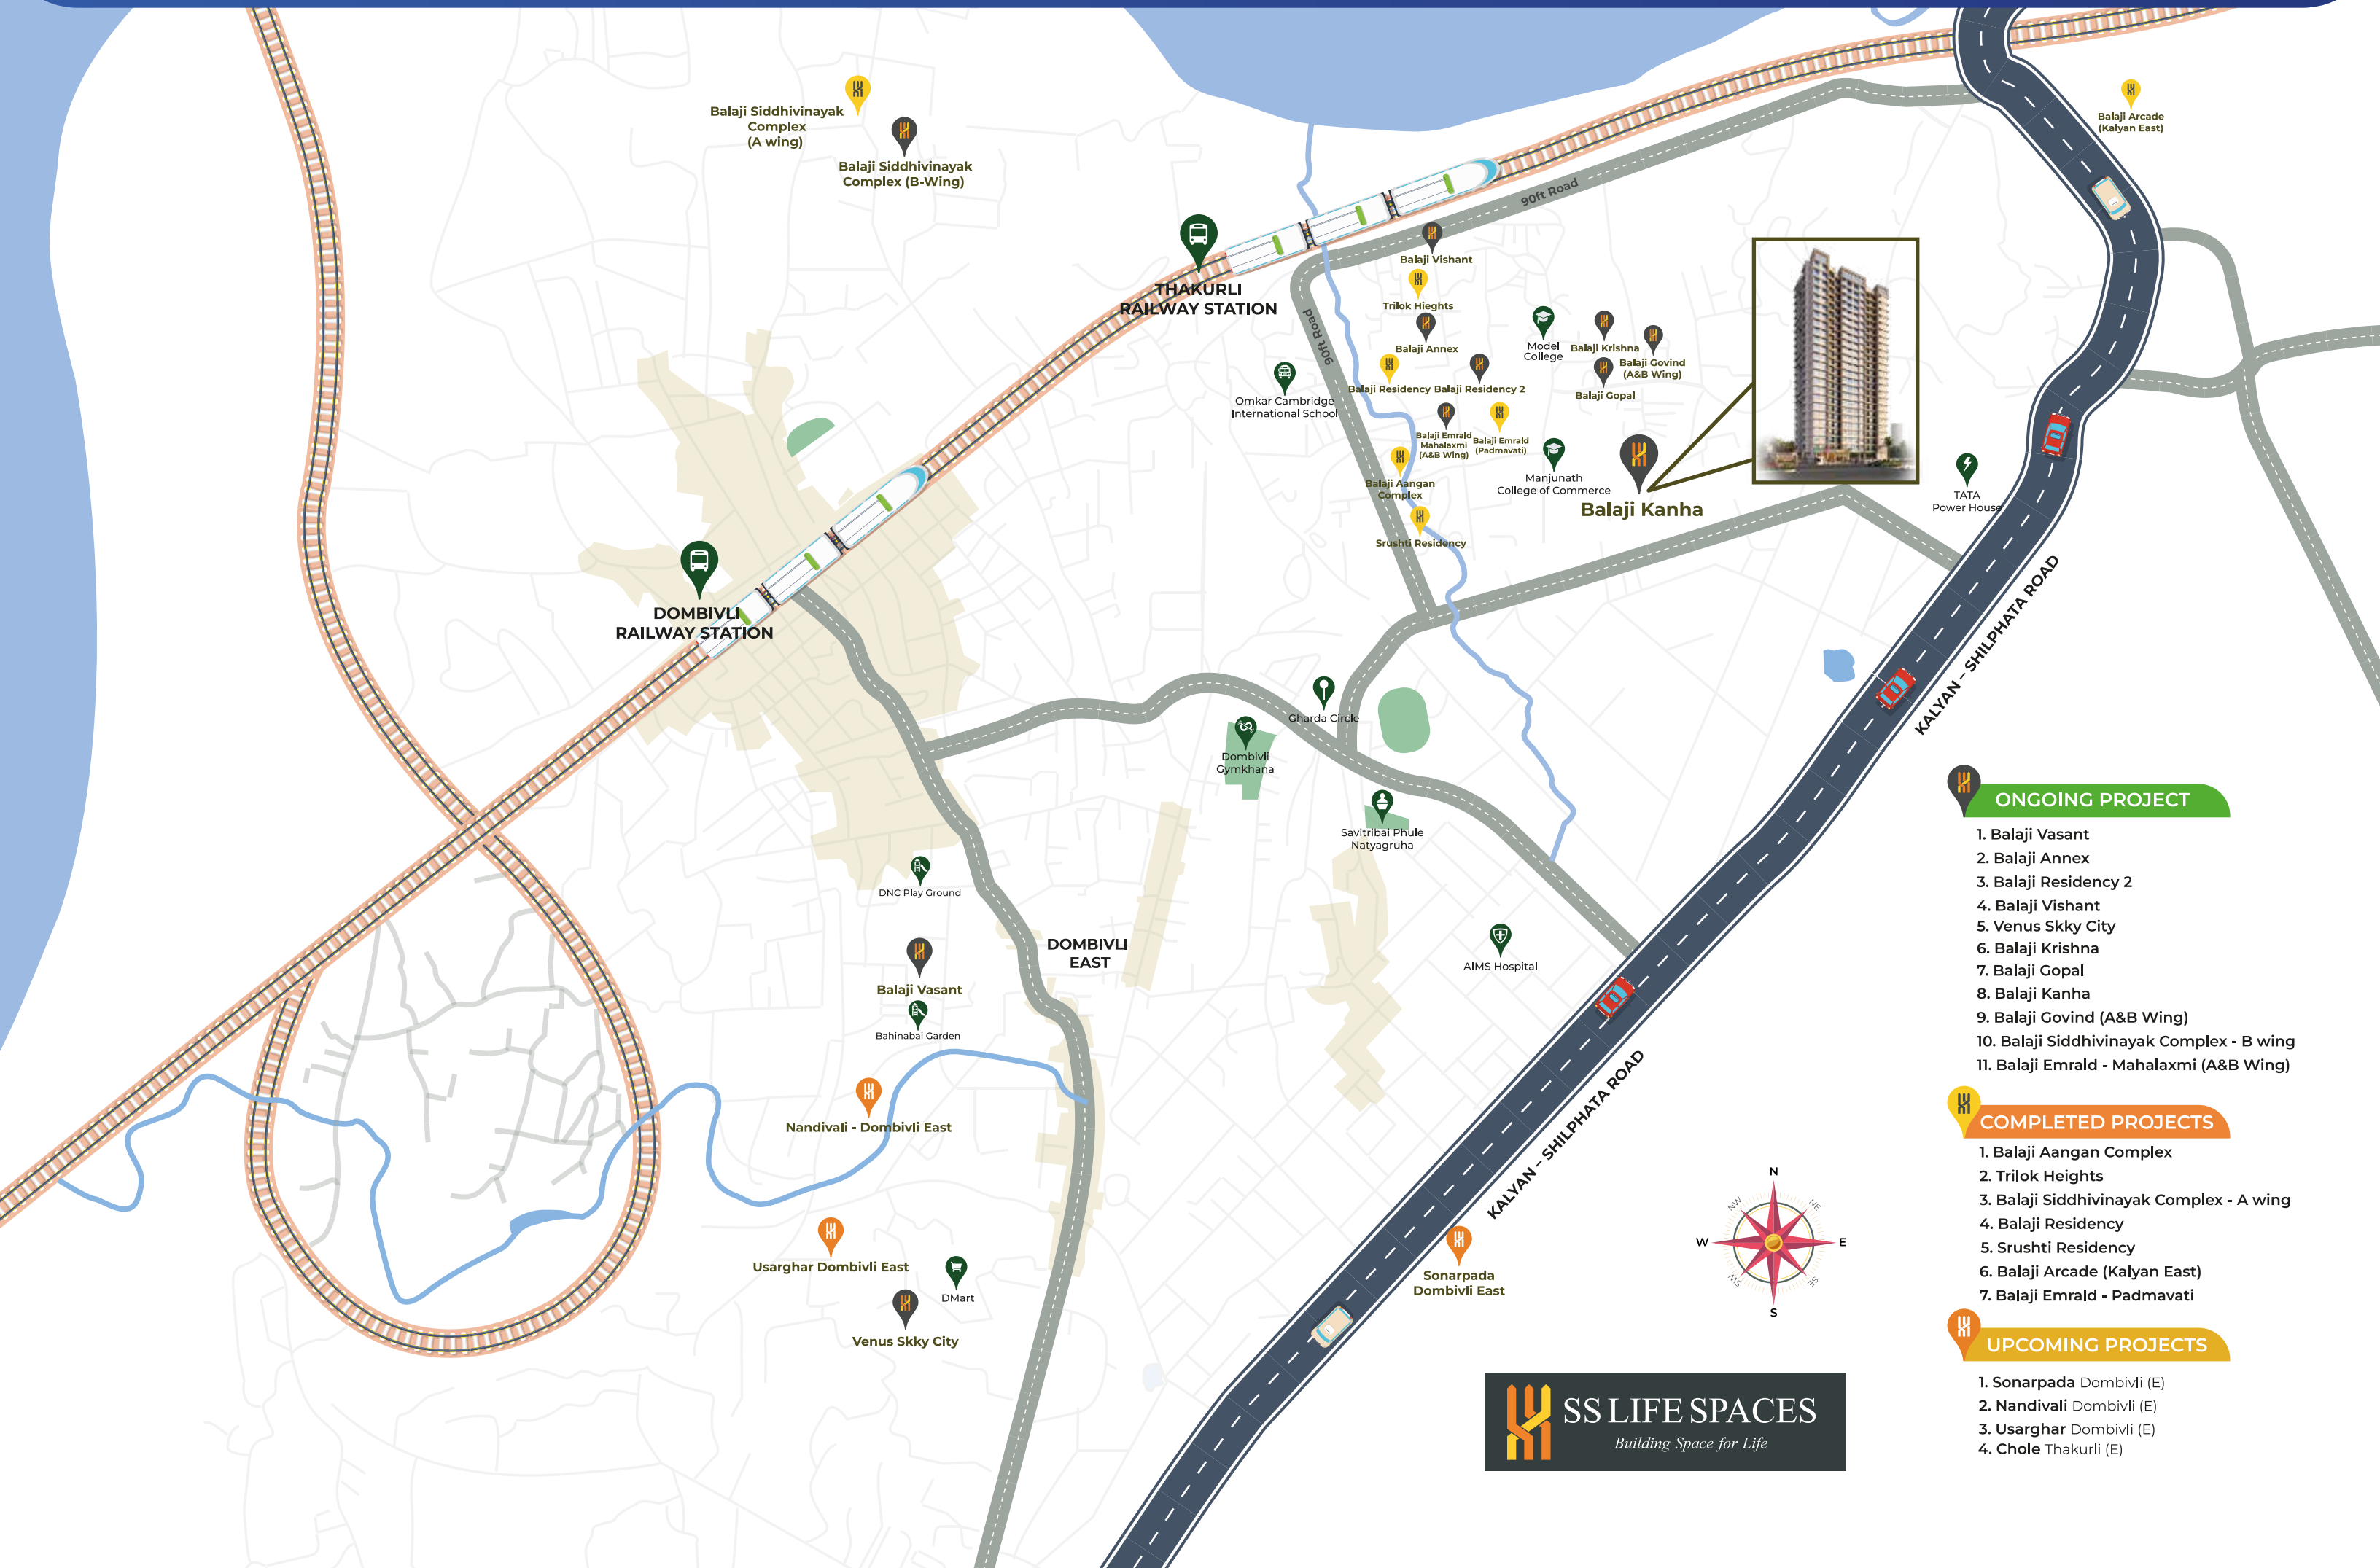 Balaji Siddhivinayak
Complex
(A wing)
Balaji Siddhivinayak
Complex (B-Wing)
Balaji Arcade
(Kalyan East)
THAKURLI
RAILWAY STATION
90ft Road
90ft Road
Balaji Vishant
Trilok Hieghts
Balaji Annex
Model
College
Balaji Krishna
Balaji Govind
(A&B Wing)
Balaji Residency
Balaji Residency 2
Balaji Gopal
Omkar Cambridge
International School
Balaji Emrald
Mahalaxmi
(A&B Wing)
Balaji Emrald
(Padmavati)
Balaji Aangan
Complex
Manjunath
College of Commerce
Balaji Kanha
TATA
Power House
Srushti Residency
DOMBIVLI
RAILWAY STATION
KALYAN – SHILPHATA ROAD
Gharda Circle
Dombivli
Gymkhana
Savitribai Phule
Natyagruha
DNC Play Ground
DOMBIVLI
EAST
AIMS Hospital
Balaji Vasant
Bahinabai Garden
Nandivali - Dombivli East
KALYAN – SHILPHATA ROAD
Usarghar Dombivli East
DMart
Venus Skky City
Sonarpada
Dombivli East
N
NW
NE
W
E
SW
SE
S
SS LIFE SPACES
Building Space for Life
ONGOING PROJECT
1. Balaji Vasant
2. Balaji Annex
3. Balaji Residency 2
4. Balaji Vishant
5. Venus Skky City
6. Balaji Krishna
7. Balaji Gopal
8. Balaji Kanha
9. Balaji Govind (A&B Wing)
10. Balaji Siddhivinayak Complex - B wing
11. Balaji Emrald - Mahalaxmi (A&B Wing)
COMPLETED PROJECTS
1. Balaji Aangan Complex
2. Trilok Heights
3. Balaji Siddhivinayak Complex - A wing
4. Balaji Residency
5. Srushti Residency
6. Balaji Arcade (Kalyan East)
7. Balaji Emrald - Padmavati
UPCOMING PROJECTS
1. Sonarpada Dombivli (E)
2. Nandivali Dombivli (E)
3. Usarghar Dombivli (E)
4. Chole Thakurli (E)